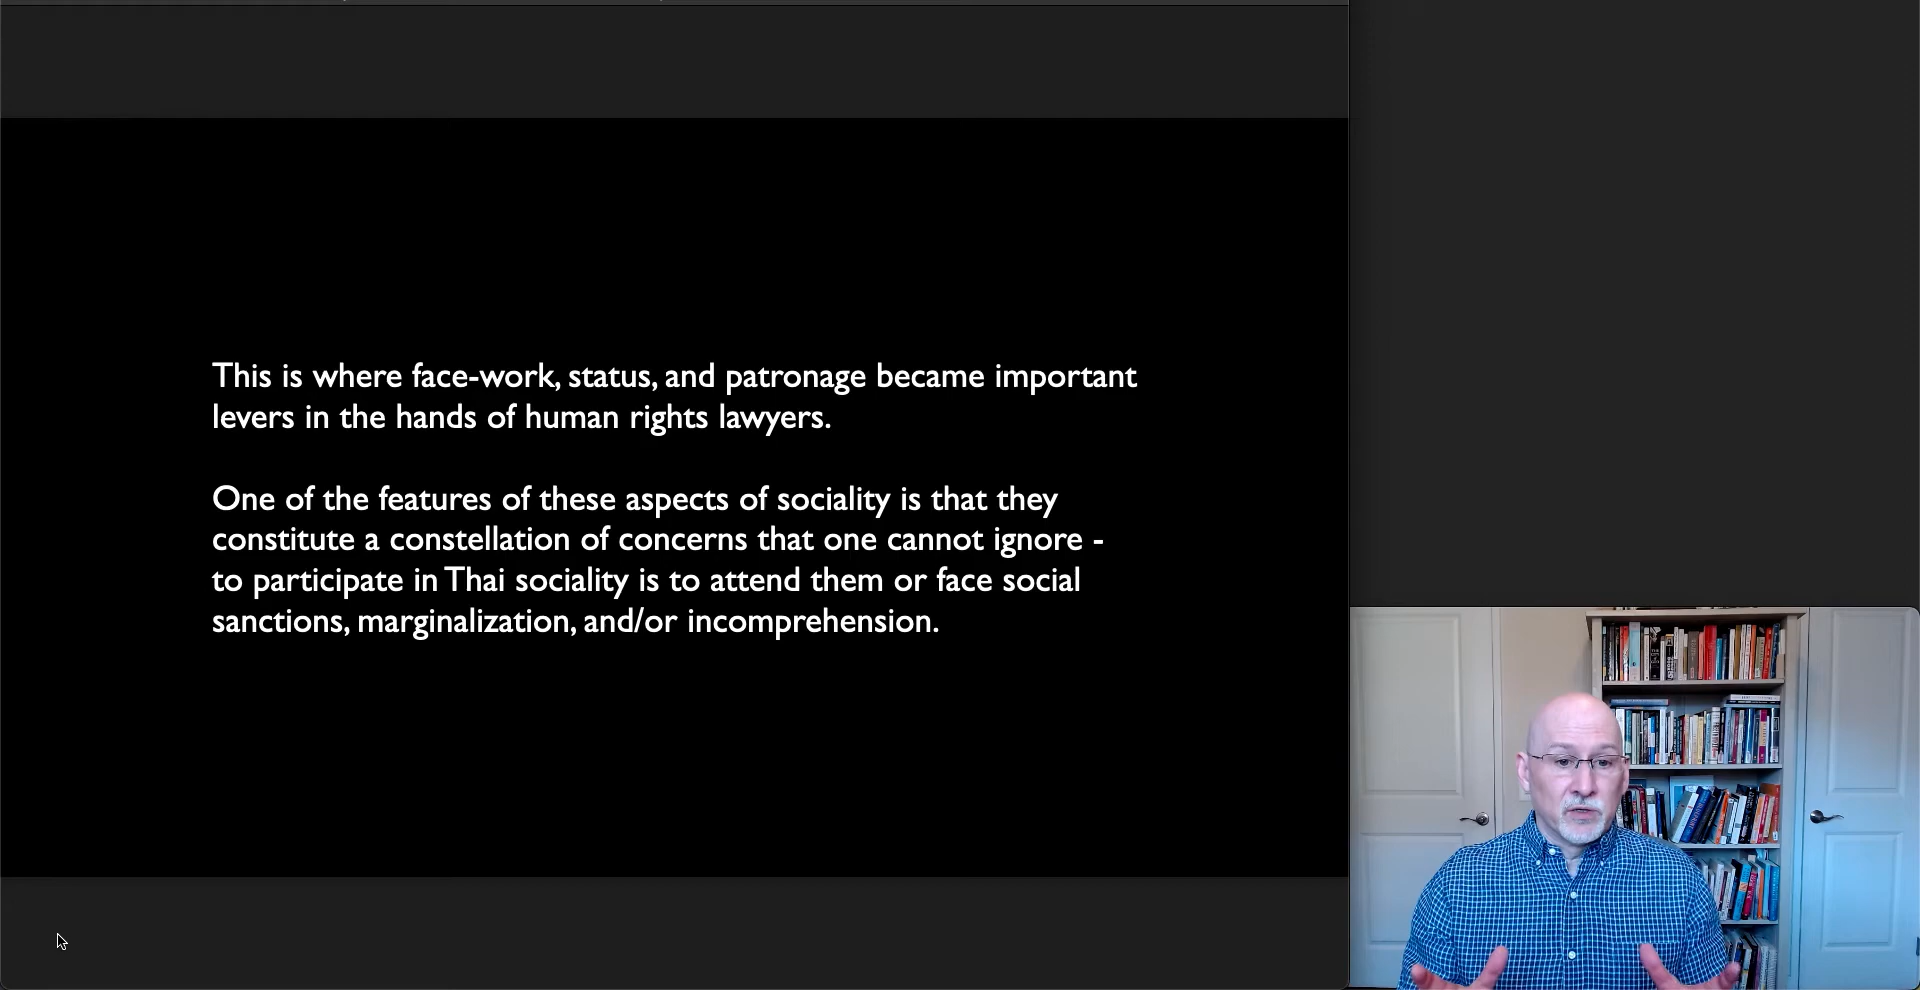 This is where face-work, status, and patronage became important
levers in the hands of human rights lawyers.
One of the features of these aspects of sociality is that they
constitute a constellation of concerns that one cannot ignore -
to participate in Thai sociality is to attend them or face social
sanctions, marginalization, and/or incomprehension.